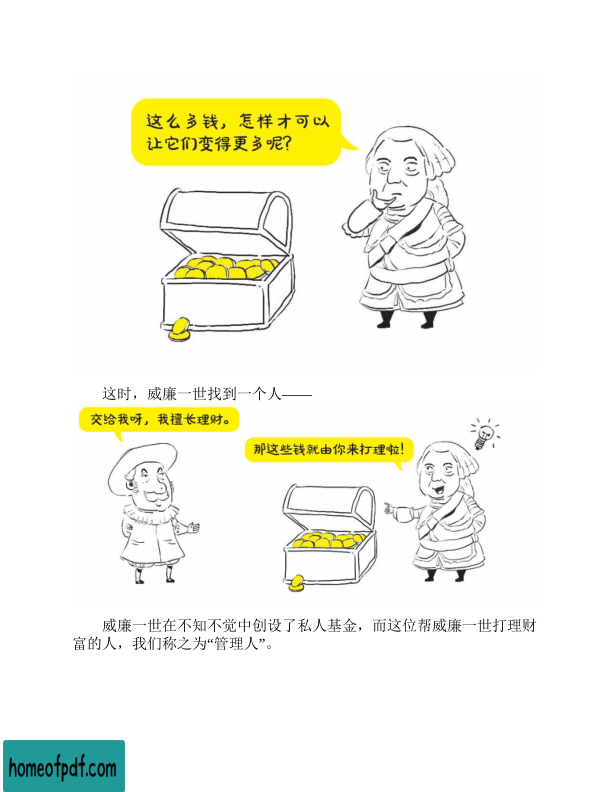 这么多钱，怎样才可以
让它们变得更多呢？
这时，威廉一世找到一个人——
交给我呀，我擅长理财。
那这些钱就由你来打理啦！
威廉一世在不知不觉中创设了私人基金，而这位帮威廉一世打理财
富的人，我们称之为“管理人”。
homeofpdf.com